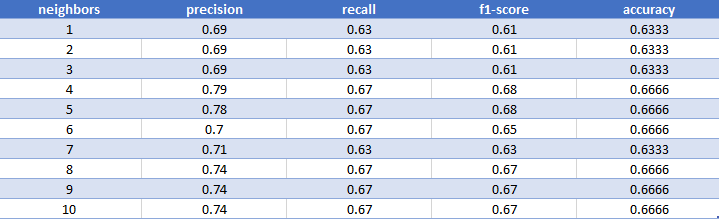 neighbors precision recall f1-score accuracy
1 0.69 0.63 0.61 0.6333
2 0.69 0.63 0.61 0.6333
3 0.69 0.63 0.61 0.6333
4 0.79 0.67 0.68 0.6666
5 0.78 0.67 0.68 0.6666
6 0.7 0.67 0.65 0.6666
7 0.71 0.63 0.63 0.6333
8 0.74 0.67 0.67 0.6666
9 0.74 0.67 0.67 0.6666
10 0.74 0.67 0.67 0.6666